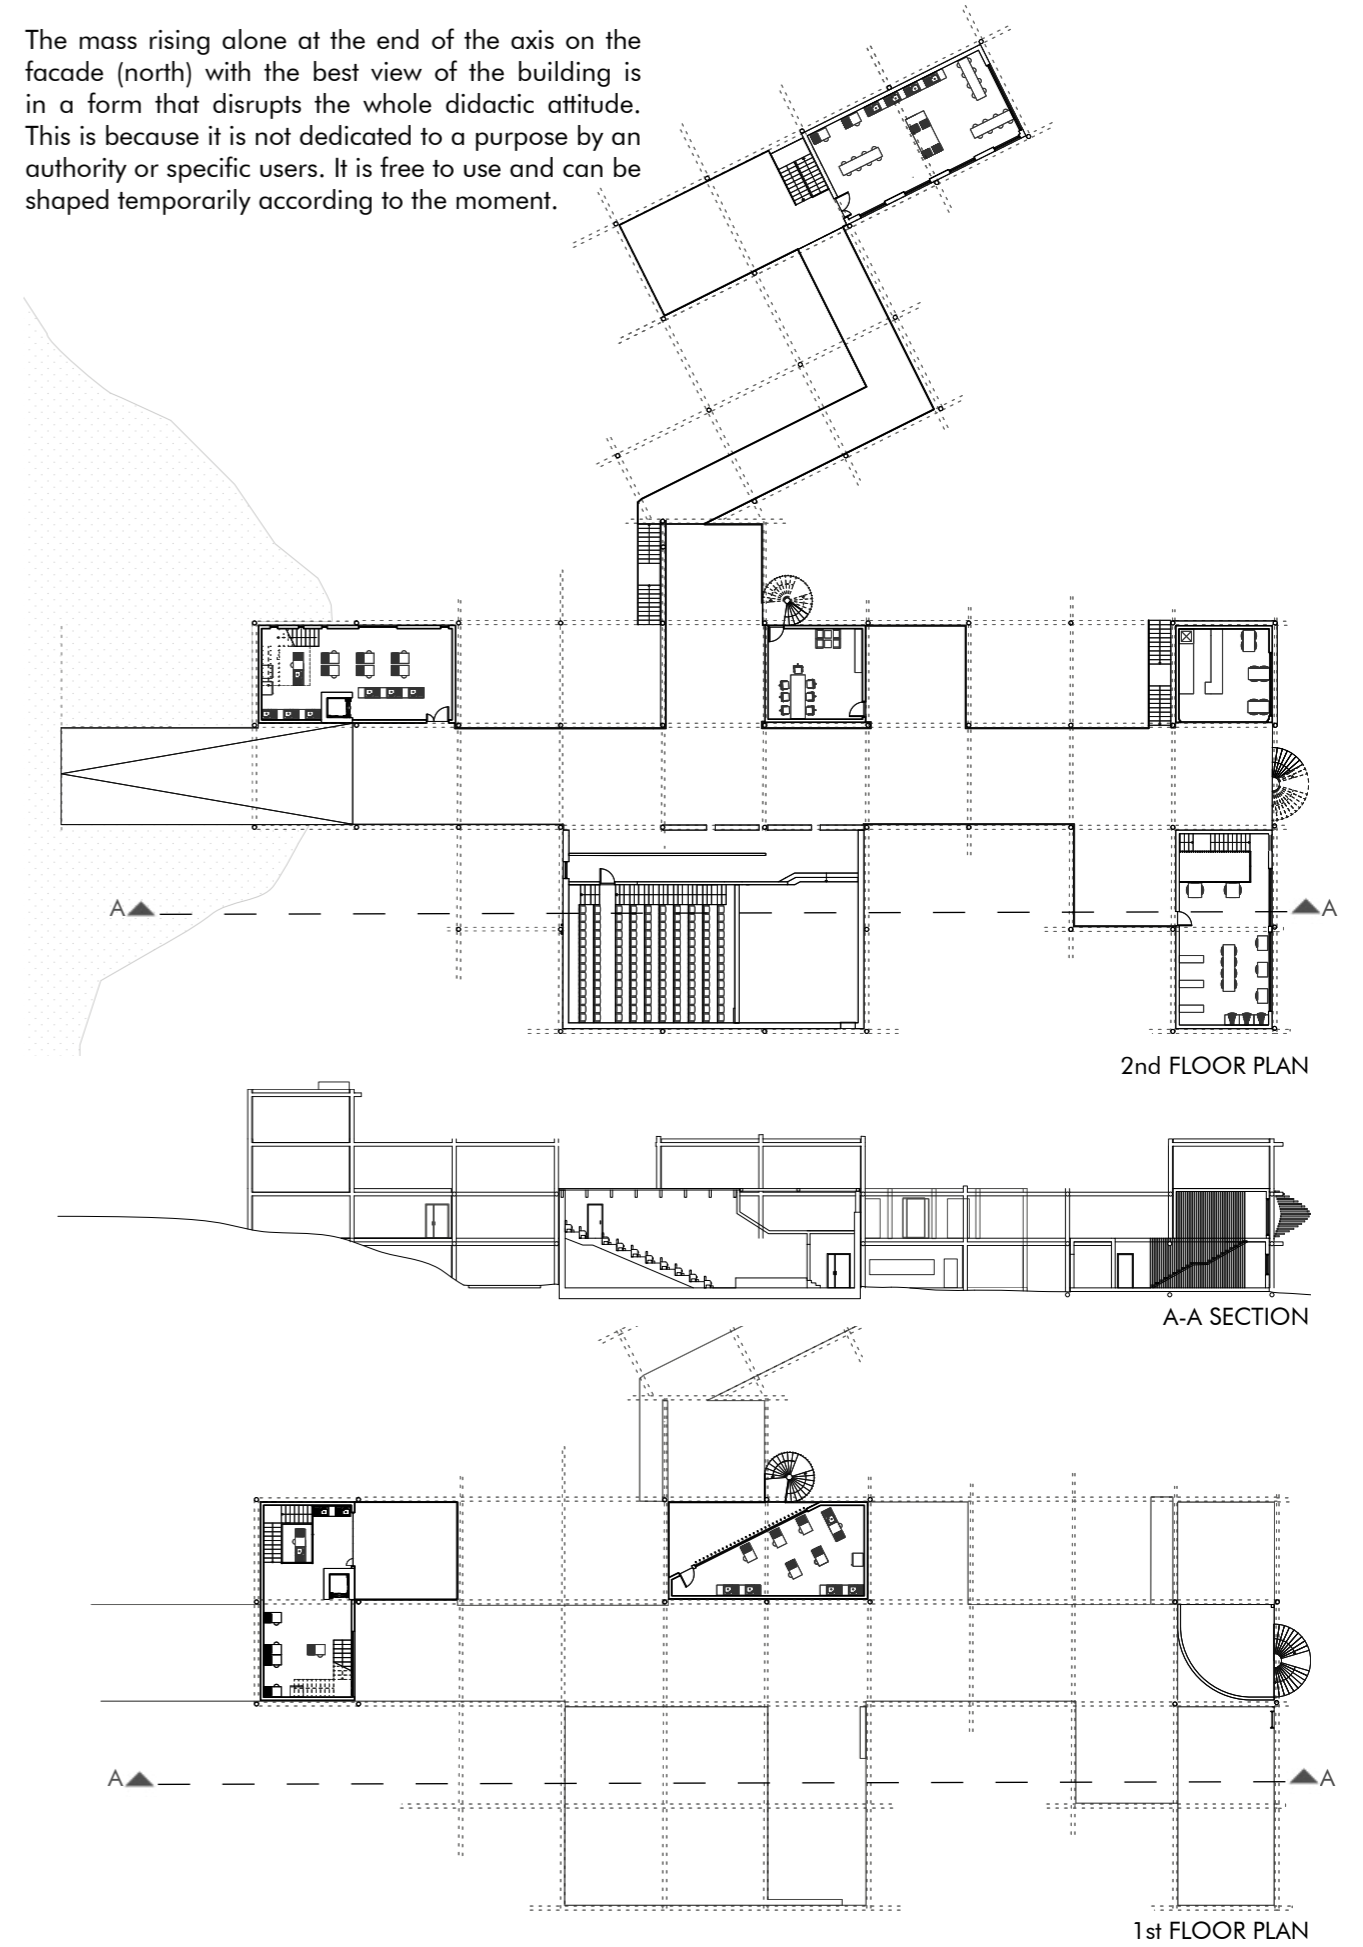 The mass rising alone at the end of the axis on the
facade (north) with the best view of the building is
in a form that disrupts the whole didactic attitude.
This is because it is not dedicated to a purpose by an
authority or specific users. It is free to use and can be
shaped temporarily according to the moment.
A
A
2nd FLOOR PLAN
A-A SECTION
A
A
1st FLOOR PLAN